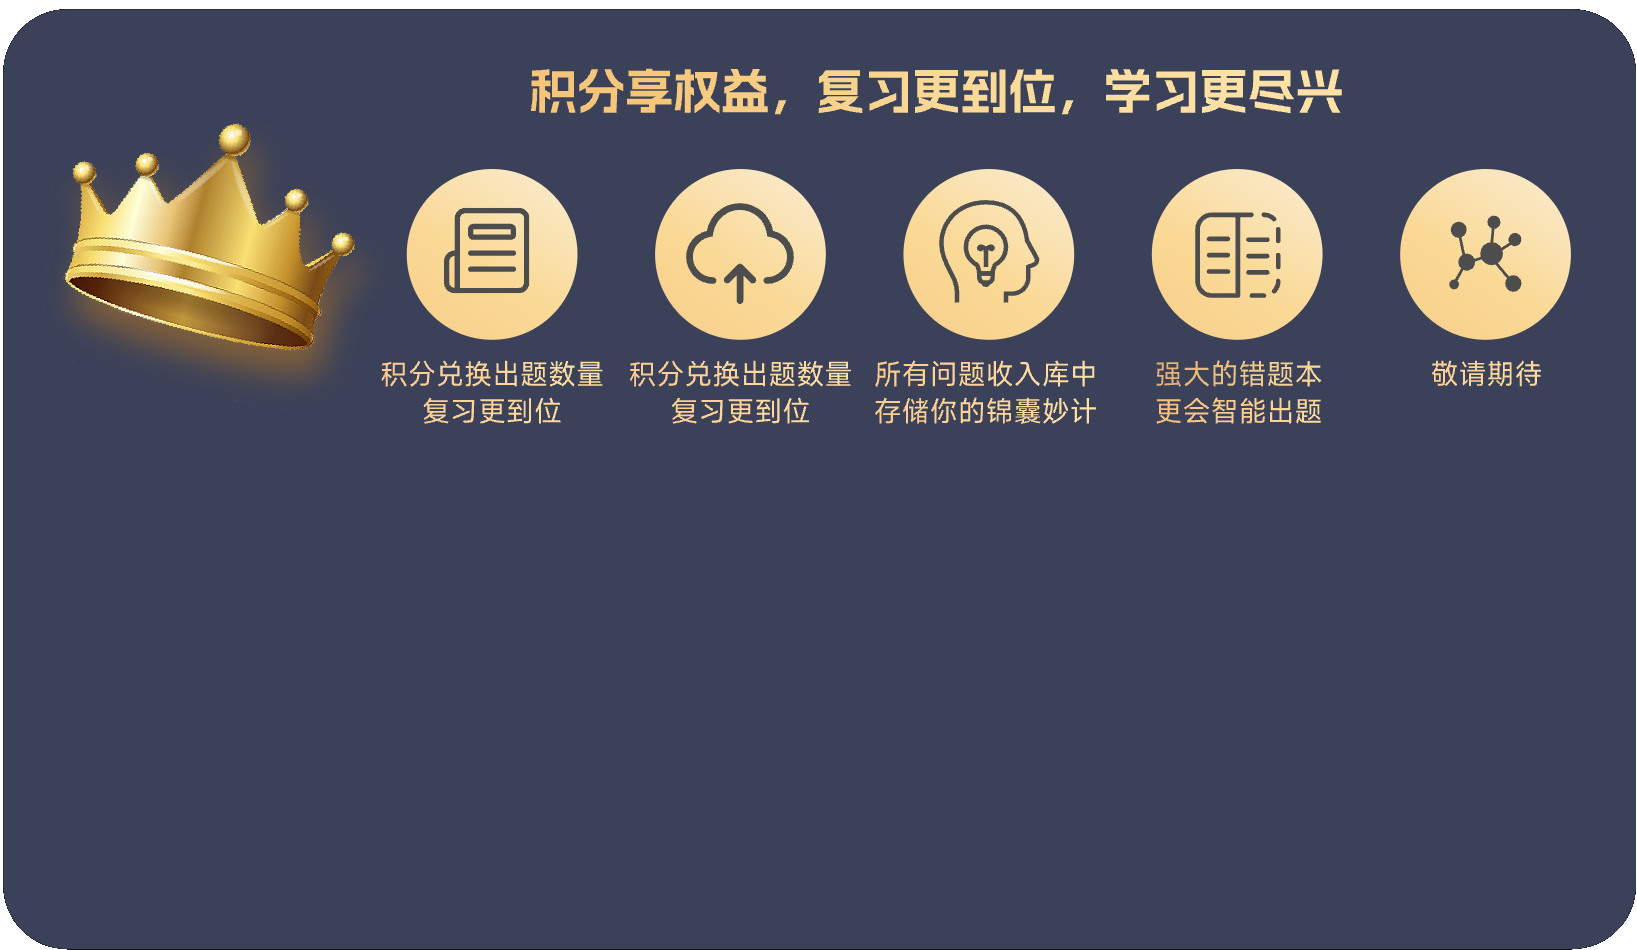 积分享权益，复习更到位，学习更尽兴
积分兑换出题数量
复习更到位
积分兑换出题数量
复习更到位
所有问题收入库中
存储你的锦囊妙计
强大的错题本
更会智能出题
敬请期待